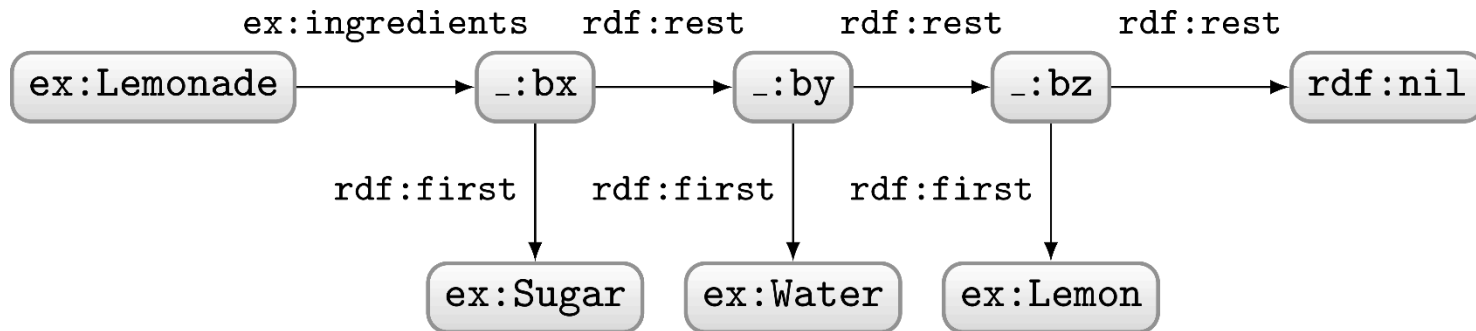 ex:ingredients rdf:rest rdf:rest rdf:rest
ex:Lemonade _:bx _:by _:bz rdf:nil
rdf:first rdf:first rdf:first
ex:Sugar ex:Water ex:Lemon